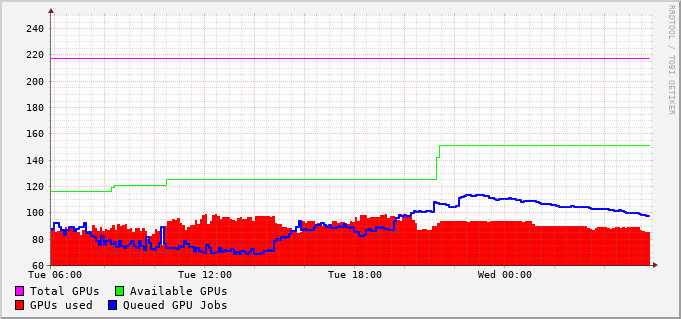 RRDTOOL / TOBI OETIKER
240
220
200
180
160
140
120
100
80
60
Tue 06:00 Tue 12:00 Tue 18:00 Wed 00:00
Total GPUs Available GPUs
GPUs used Queued GPU Jobs